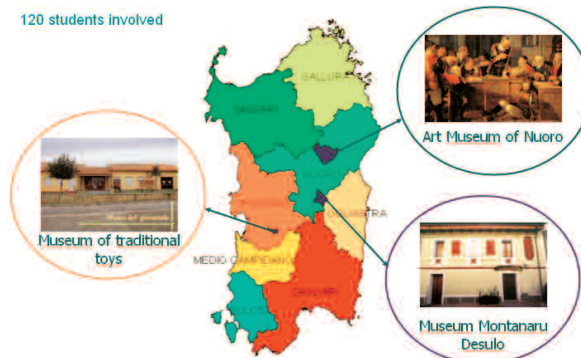 120 students involved
GALLURA
SASSARI
Art Museum of Nuoro
NUORO
OGLIASTRA
Museum of traditional
toys
MEDIO CAMPIDANO
CAGLIARI
SULCIS
Museum Montanaru
Desulo